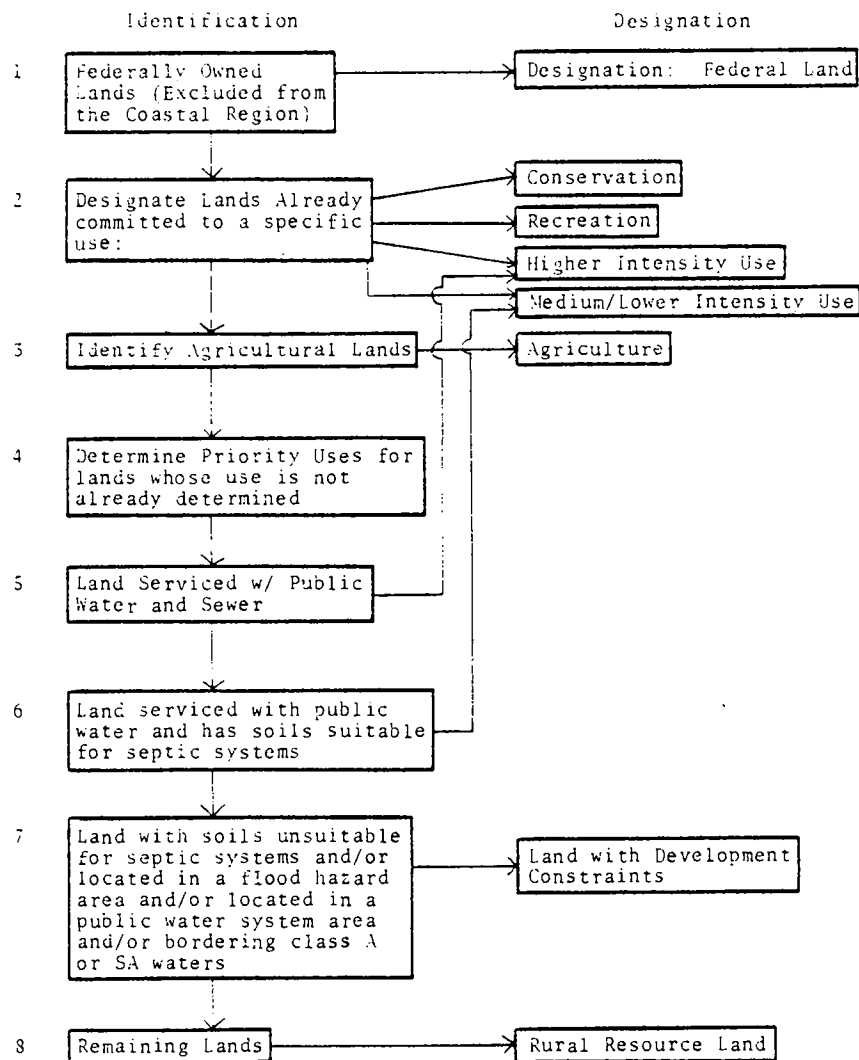 Identification Designation
1 Federally Owned Designation: Federal Land
Lands (Excluded from
the Coastal Region)
2 Designate Lands Already
committed to a specific
use:
Conservation
Recreation
Higher Intensity Use
Medium/Lower Intensity Use
3 Identify Agricultural Lands Agriculture
4 Determine Priority Uses for
lands whose use is not
already determined
5 Land Serviced w/ Public
Water and Sewer
6 Land serviced with public
water and has soils suitable
for septic systems
7 Land with soils unsuitable
for septic systems and/or
located in a flood hazard
area and/or located in a
public water system area
and/or bordering class A
or SA waters
Land with Development
Constraints
8 Remaining Lands Rural Resource Land